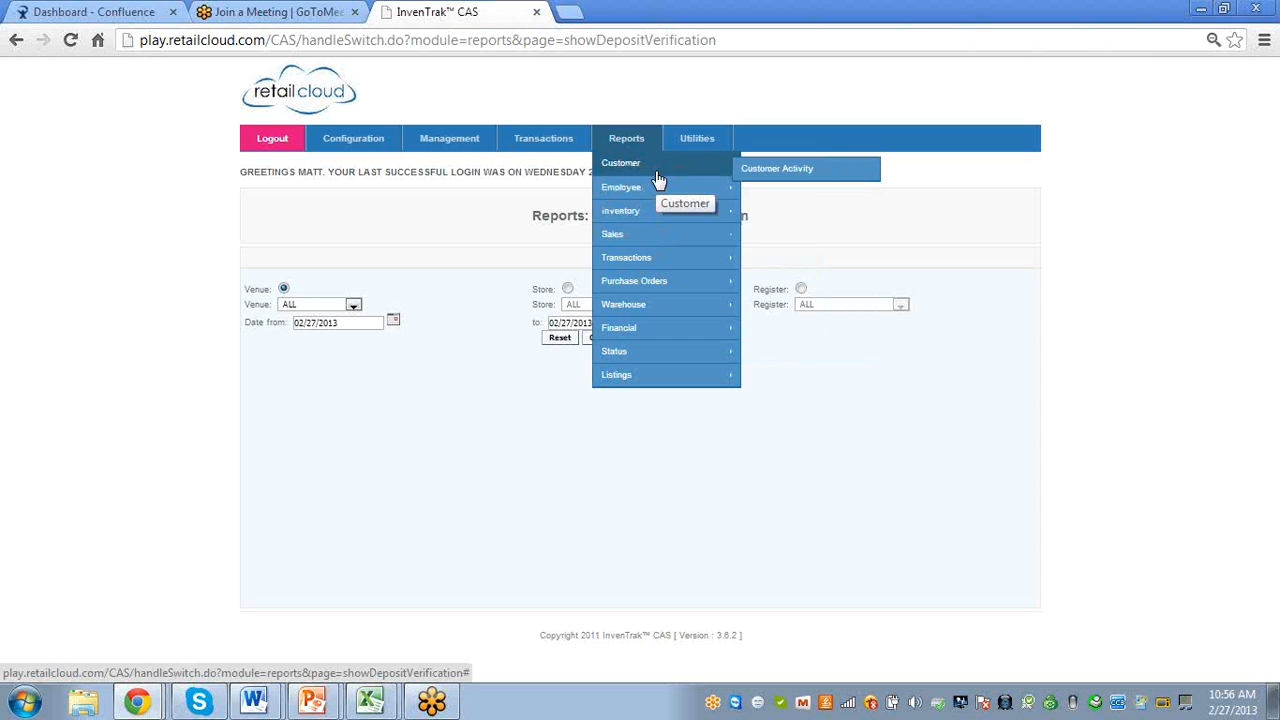 Dashboard - Confluence
Join a Meeting | GoToMee
InvenTrak™ CAS
play.retailcloud.com/CAS/handleSwitch.do?module=reports&page=showDepositVerification
retailcloud
Logout Configuration Management Transactions Reports Utilities
GREETINGS MATT. YOUR LAST SUCCESSFUL LOGIN WAS ON WEDNESDAY 2
Customer
Customer Activity
Employee
Customer
Inventory
Reports:
n
Sales
Transactions
Purchase Orders
Warehouse
Financial
Status
Listings
Venue: Store: Register:
Venue: ALL Store: ALL Register: ALL
Date from: 02/27/2013 to: 02/27/2013
Reset
Copyright 2011 InvenTrak™ CAS [ Version : 3.6.2 ]
play.retailcloud.com/CAS/handleSwitch.do?module=reports&page=showDepositVerification#
10:56 AM
2/27/2013